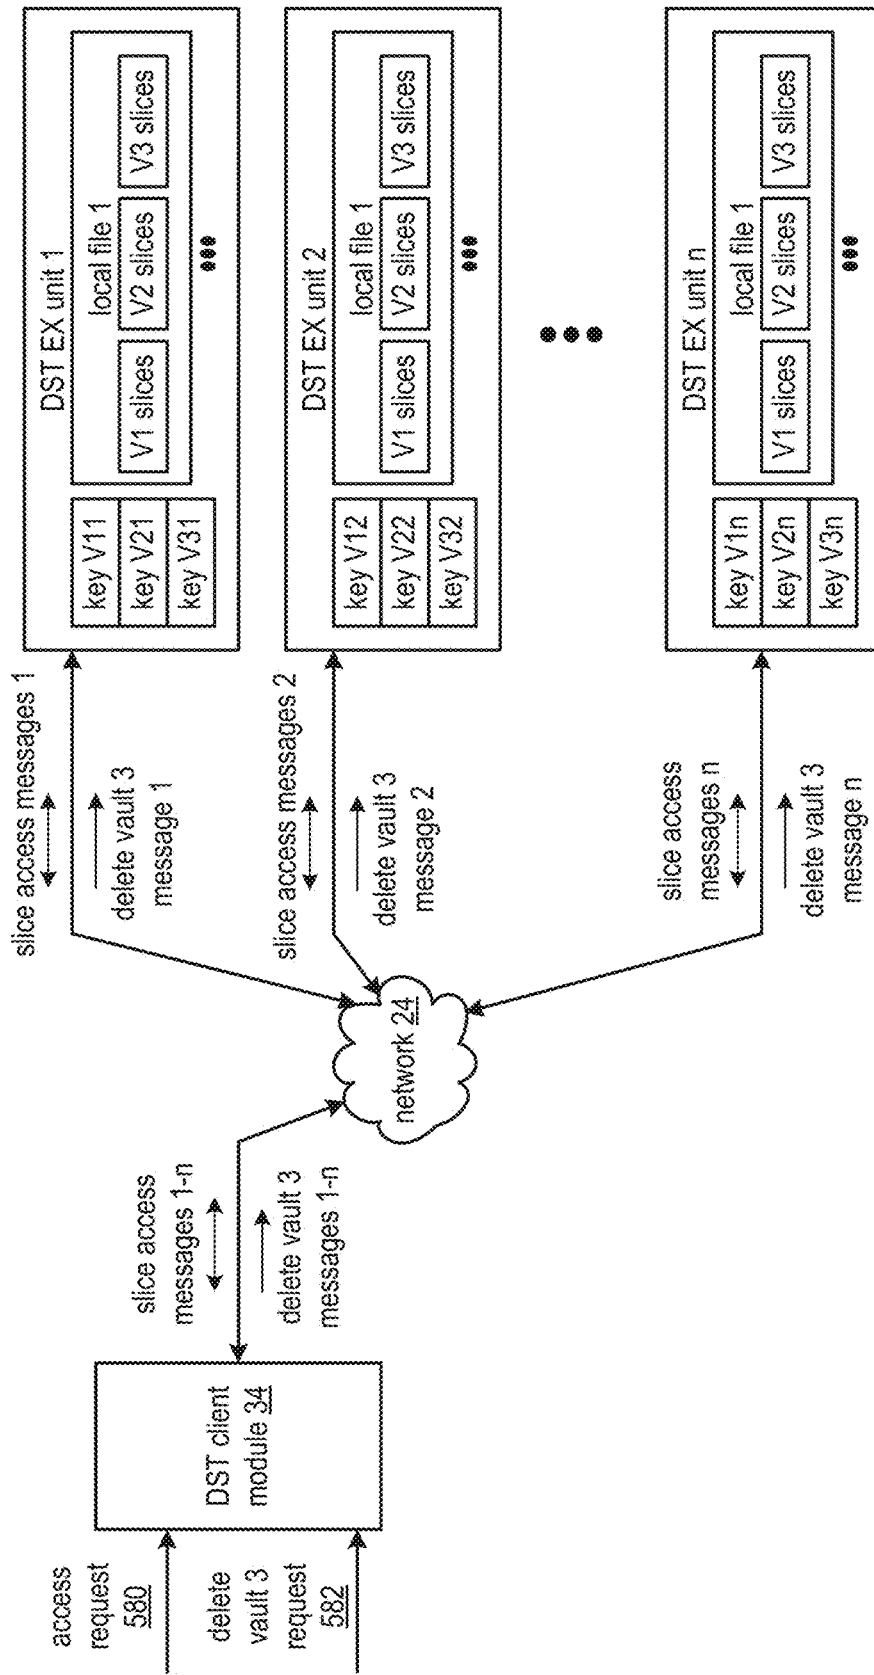 access
request
580
delete
vault 3
request
582
DST client
module 34
slice access
messages 1-n
delete vault 3
messages 1-n
network 24
slice access messages 1
delete vault 3
message 1
slice access messages 2
delete vault 3
message 2
slice access
messages n
delete vault 3
message n
DST EX unit 1
key V11
key V21
key V31
local file 1
V1 slices
V2 slices
V3 slices
DST EX unit 2
key V12
key V22
key V32
local file 1
V1 slices
V2 slices
V3 slices
DST EX unit n
key V1n
key V2n
key V3n
local file 1
V1 slices
V2 slices
V3 slices